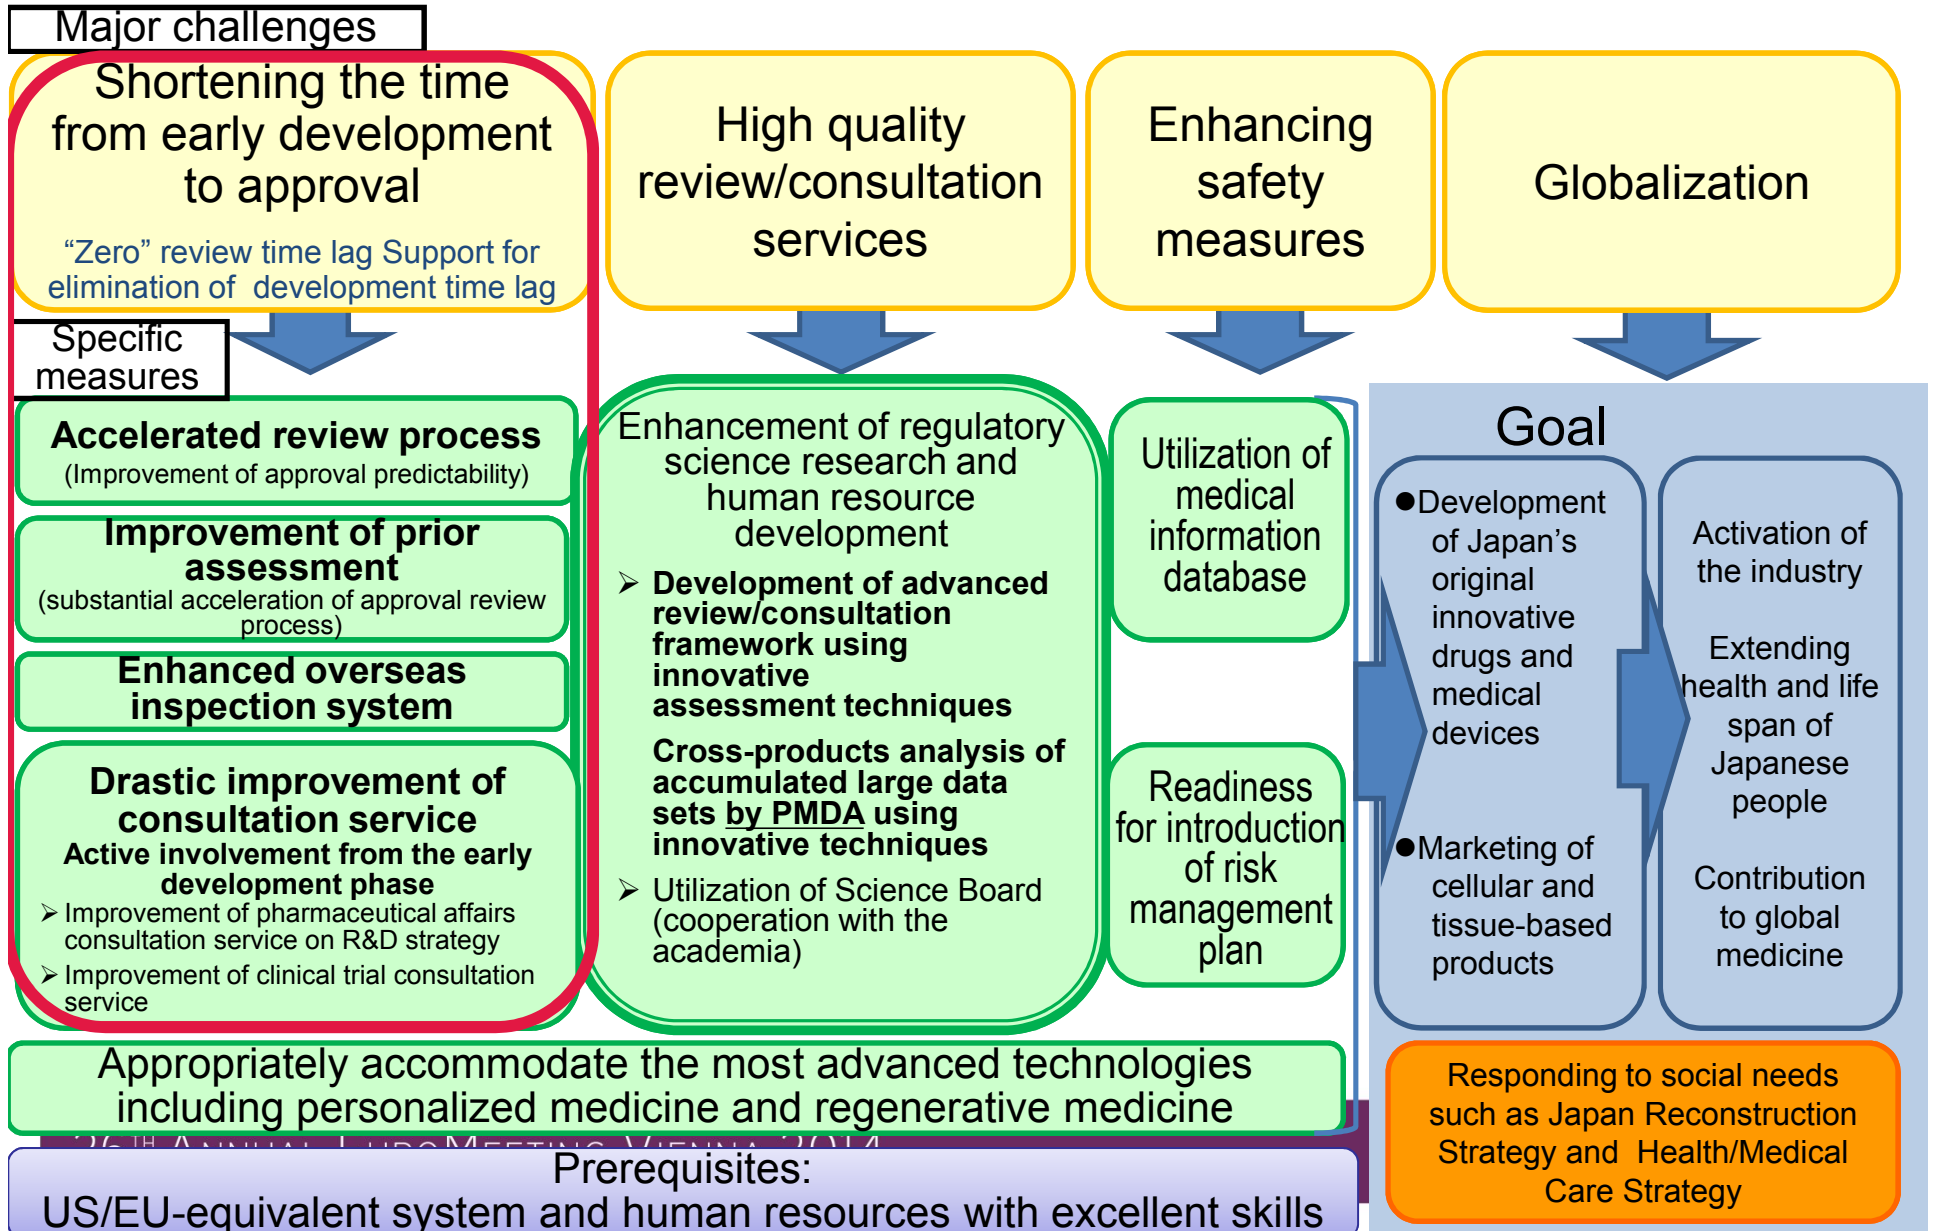 Major challenges
Shortening the time
from early development
to approval
“Zero” review time lag Support for
elimination of development time lag
High quality
review/consultation
services
Enhancing
safety
measures
Globalization
Specific
measures
Accelerated review process
(Improvement of approval predictability)
Improvement of prior
assessment
(substantial acceleration of approval review
process)
Enhanced overseas
inspection system
Drastic improvement of
consultation service
Active involvement from the early
development phase
➢ Improvement of pharmaceutical affairs
consultation service on R&D strategy
➢ Improvement of clinical trial consultation
service
Enhancement of regulatory
science research and
human resource
development
➢ Development of advanced
review/consultation
framework using
innovative
assessment techniques
Cross-products analysis of
accumulated large data
sets by PMDA using
innovative techniques
➢ Utilization of Science Board
(cooperation with the
academia)
Utilization of
medical
information
database
Readiness
for introduction
of risk
management
plan
Goal
●Development
of Japan’s
original
innovative
drugs and
medical
devices
●Marketing of
cellular and
tissue-based
products
Activation of
the industry
Extending
health and life
span of
Japanese
people
Contribution
to global
medicine
Appropriately accommodate the most advanced technologies
including personalized medicine and regenerative medicine
Responding to social needs
such as Japan Reconstruction
Strategy and Health/Medical
Care Strategy
26TH ANNUAL EUROMEETING VIENNA 2014
Prerequisites:
US/EU-equivalent system and human resources with excellent skills